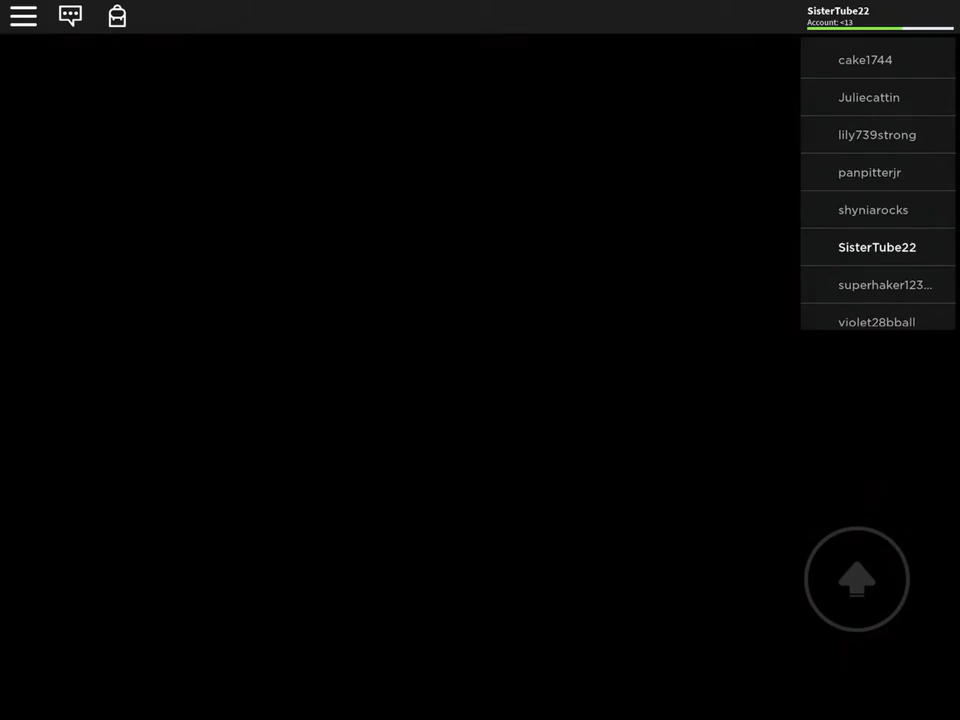 SisterTube22
Account: <13
cake1744
Juliecattin
lily739strong
panpitterjr
shyniarocks
SisterTube22
superhaker123...
violet28bball